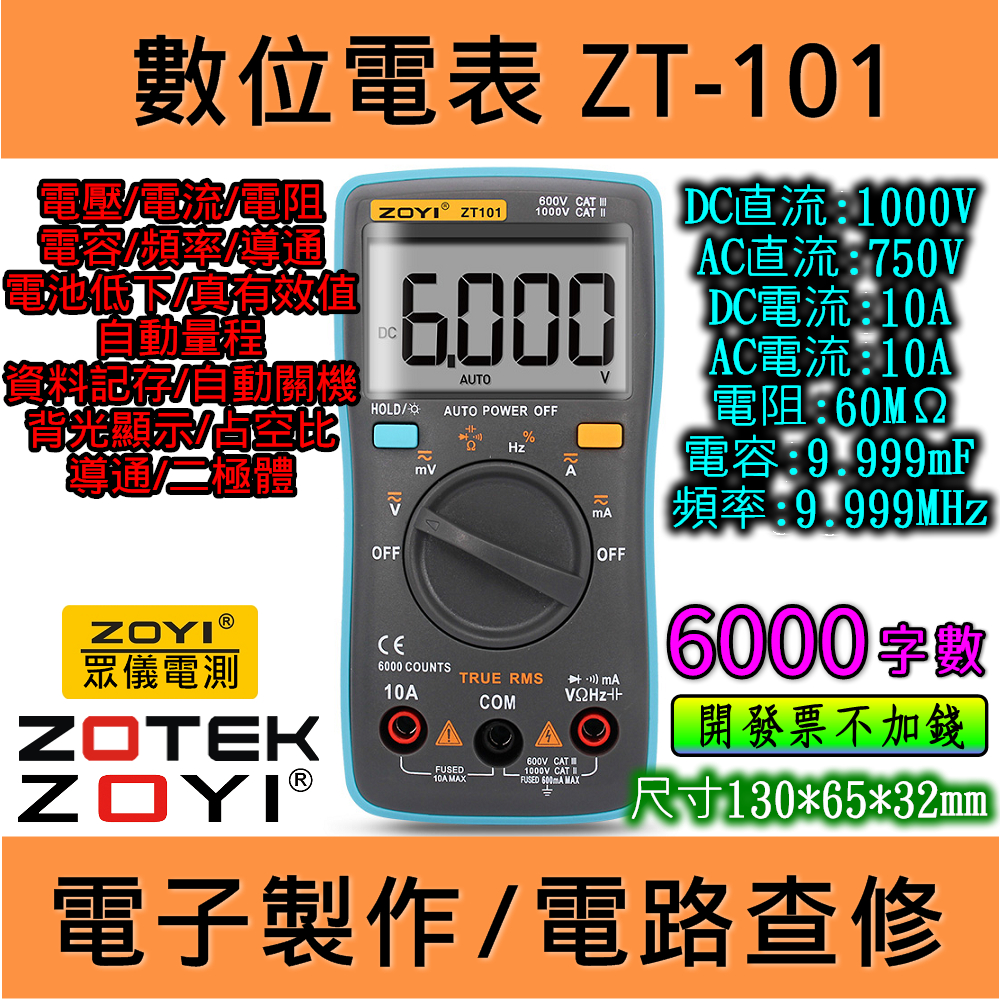 數位電表 ZT-101
電壓/電流/電阻
電容/頻率/導通
電池低下/真有效值
自動量程
資料記存/自動關機
背光顯示/占空比
導通/二極體
ZOYI® ZT101
600V CAT III
1000V CAT II
DC
6.000
AUTO
V
HOLD/
AUTO POWER OFF
Ω
Hz
%
mV
A
V
mA
OFF
OFF
CE
6000 COUNTS
TRUE RMS
10A
COM
mA
VΩHz
FUSED
10A MAX
600V CAT III
1000V CAT II
FUSED 600mA MAX
DC直流:1000V
AC直流:750V
DC電流:10A
AC電流:10A
電阻:60MΩ
電容:9.999mF
頻率:9.999MHz
6000字數
開發票不加錢
尺寸130*65*32mm
ZOYI®
眾儀電測
ZOTEK
ZOYI®
電子製作/電路查修